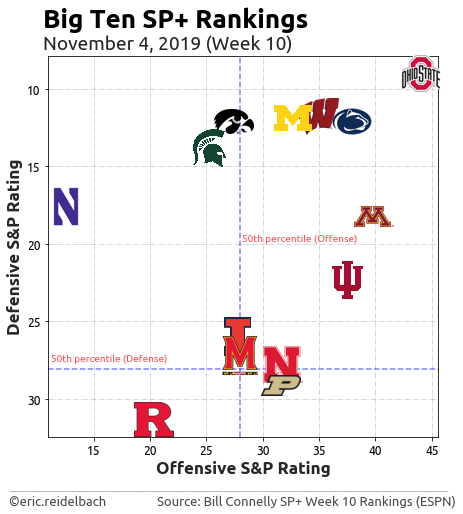 Big Ten SP+ Rankings
November 4, 2019 (Week 10)
OHIO STATE
10
15
20
25
30
Defensive S&P Rating
50th percentile (Offense)
50th percentile (Defense)
M
W
N
M
IU
I
M
N
P
R
15
20
25
30
35
40
45
Offensive S&P Rating
©eric.reidelbach
Source: Bill Connelly SP+ Week 10 Rankings (ESPN)